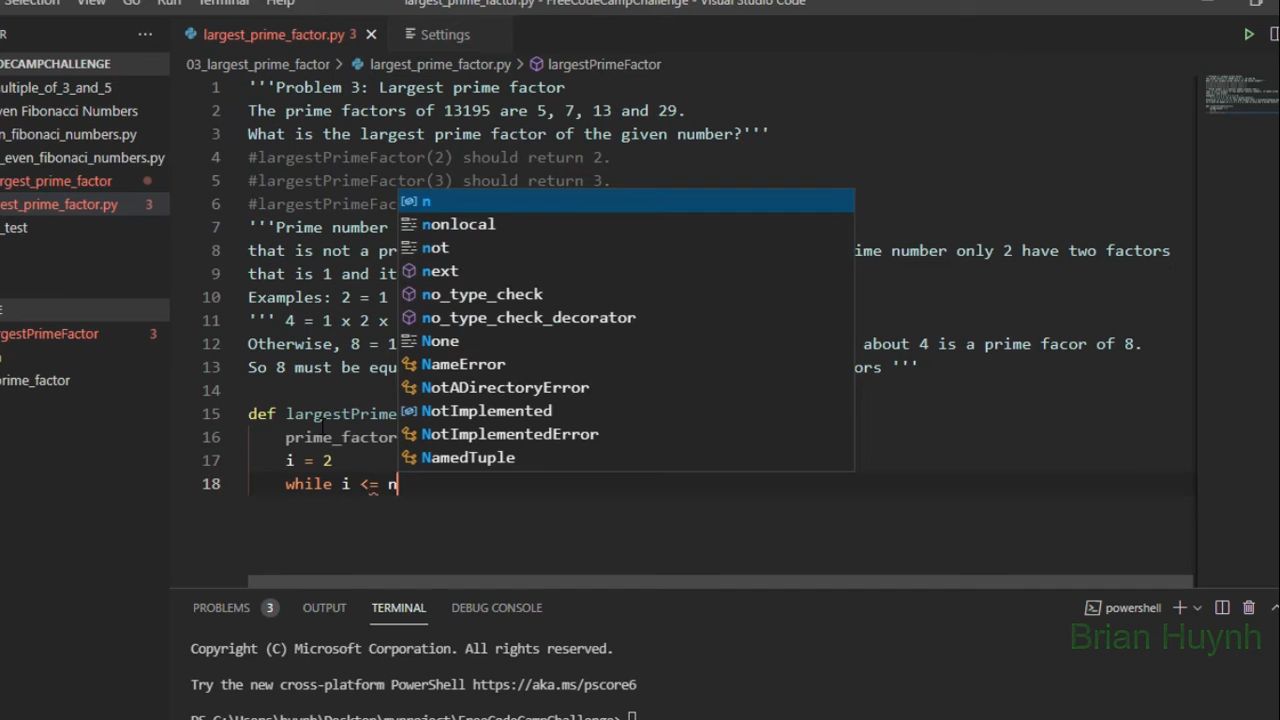 Selection View Go Run Terminal Help largest_prime_factor.py - FreeCodeCampChallenge - Visual Studio Code
largest_prime_factor.py 3 Settings
DECAMPCHALLENGE
03_largest_prime_factor > largest_prime_factor.py > largestPrimeFactor
1 '''Problem 3: Largest prime factor
2 The prime factors of 13195 are 5, 7, 13 and 29.
3 What is the largest prime factor of the given number?'''
4 #largestPrimeFactor(2) should return 2.
5 #largestPrimeFactor(3) should return 3.
6 #largestPrimeFac
7 '''Prime number
8 that is not a pr ime number only 2 have two factors
9 that is 1 and it
10 Examples: 2 = 1
11 ''' 4 = 1 x 2 x
12 Otherwise, 8 = 1 about 4 is a prime facor of 8.
13 So 8 must be equ ors '''
14
15 def largestPrime
16 prime_factor
17 i = 2
18 while i <= n
n
nonlocal
not
next
no_type_check
no_type_check_decorator
None
NameError
NotADirectoryError
NotImplemented
NotImplementedError
NamedTuple
ultiple_of_3_and_5
ven Fibonacci Numbers
n_fibonaci_numbers.py
_even_fibonaci_numbers.py
argest_prime_factor
est_prime_factor.py 3
_test
rgestPrimeFactor 3
prime_factor
PROBLEMS 3 OUTPUT TERMINAL DEBUG CONSOLE powershell
Copyright (C) Microsoft Corporation. All rights reserved.
Try the new cross-platform PowerShell https://aka.ms/pscore6
PS C:\Users\huynh\Desktop\myproject\FreeCodeCampChallenge>
Brian Huynh